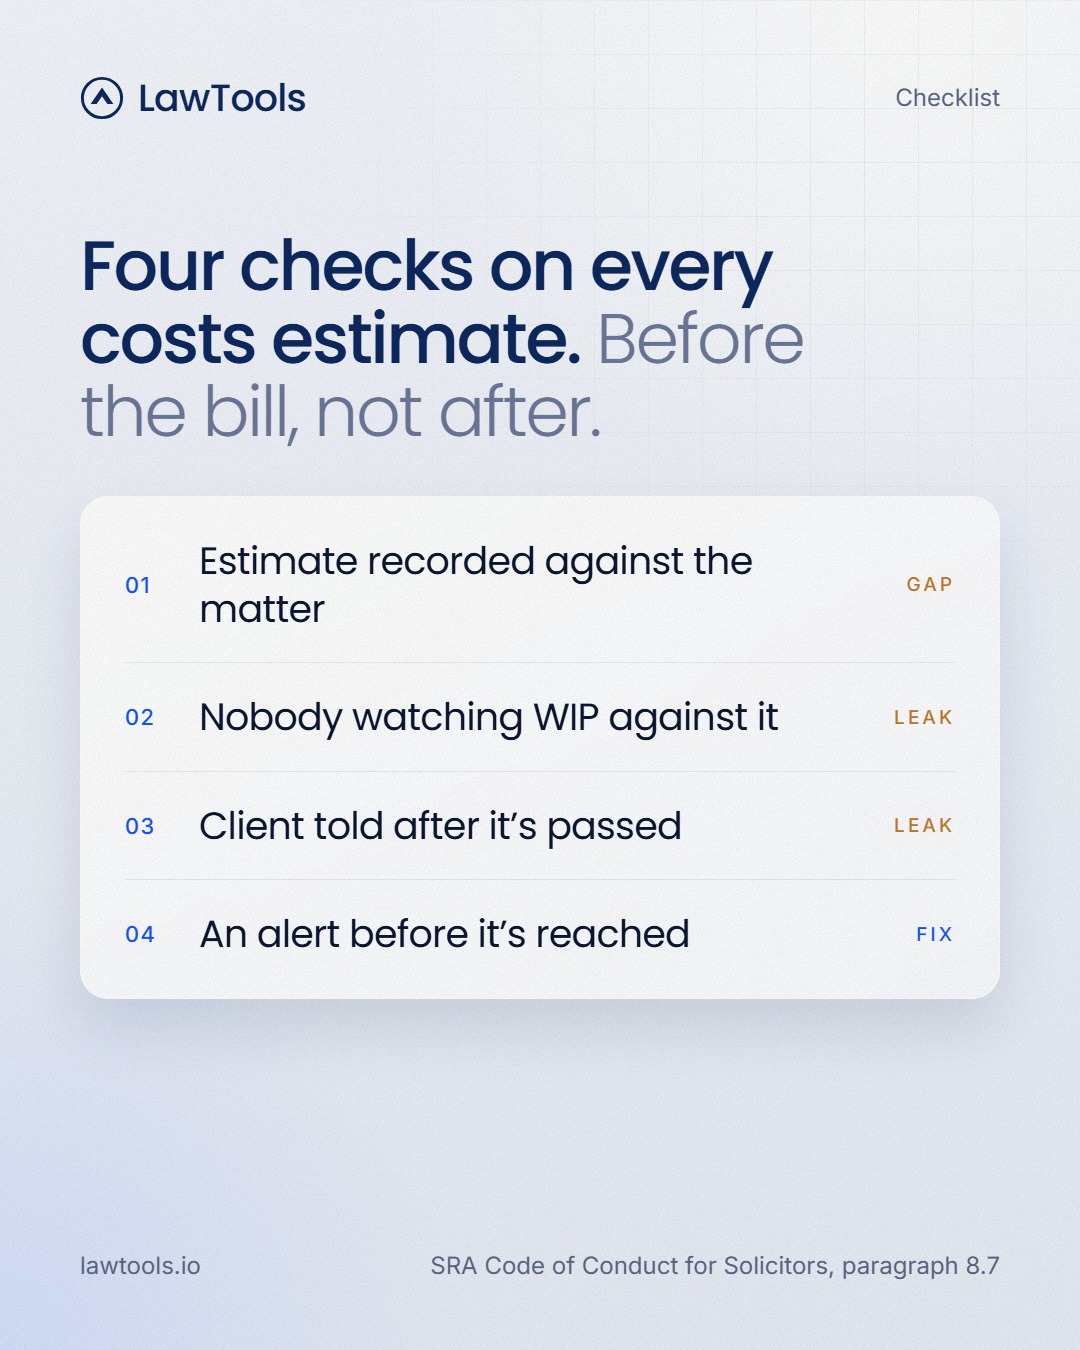 LawTools
Checklist
Four checks on every
costs estimate. Before
the bill, not after.
01 Estimate recorded against the
matter
GAP
02 Nobody watching WIP against it LEAK
03 Client told after it’s passed LEAK
04 An alert before it’s reached FIX
lawtools.io
SRA Code of Conduct for Solicitors, paragraph 8.7